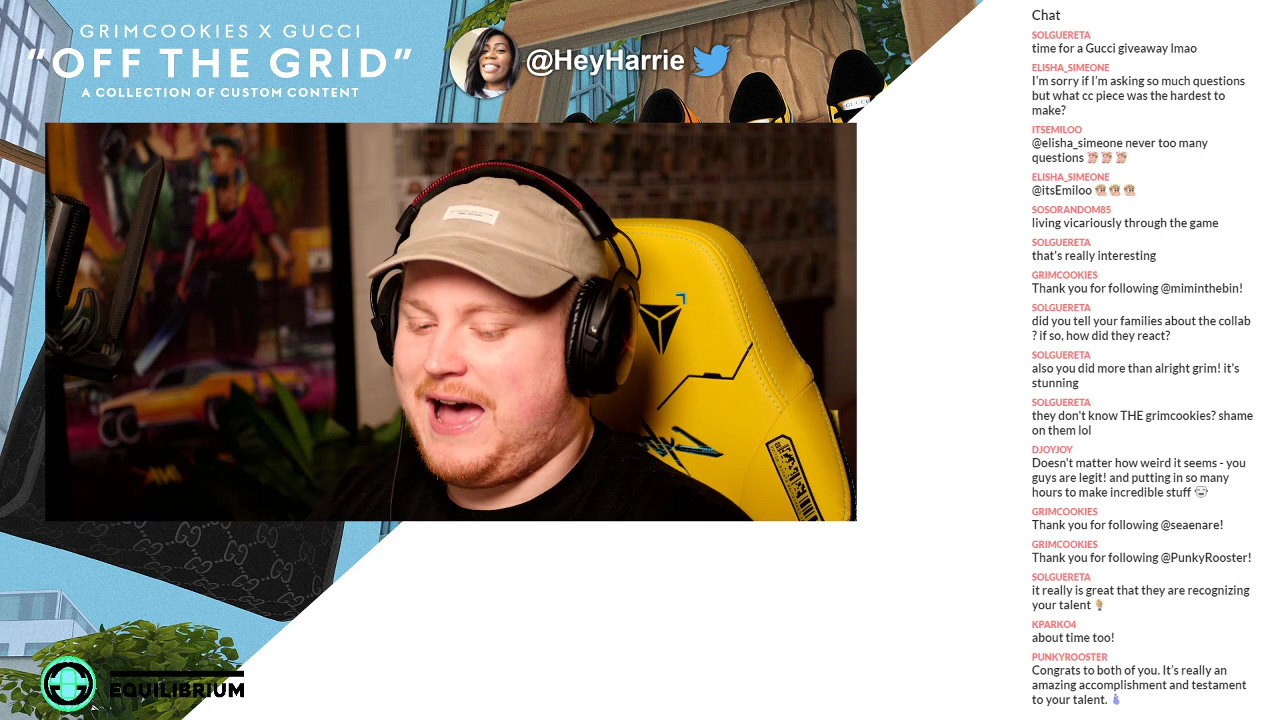 GRIMCOOKIES X GUCCI
“OFF THE GRID”
A COLLECTION OF CUSTOM CONTENT
@HeyHarrie
GUCCI
EQUILIBRIUM
Chat
SOLGUERETA
time for a Gucci giveaway lmao
ELISHA_SIMEONE
I'm sorry if I'm asking so much questions
but what cc piece was the hardest to
make?
ITSEMILOO
@elisha_simeone never too many
questions
ELISHA_SIMEONE
@itsEmiloo
SOSORANDOM85
living vicariously through the game
SOLGUERETA
that's really interesting
GRIMCOOKIES
Thank you for following @miminthebin!
SOLGUERETA
did you tell your families about the collab
? if so, how did they react?
SOLGUERETA
also you did more than alright grim! it's
stunning
SOLGUERETA
they don't know THE grimcookies? shame
on them lol
DJOYJOY
Doesn't matter how weird it seems - you
guys are legit! and putting in so many
hours to make incredible stuff
GRIMCOOKIES
Thank you for following @seaenare!
GRIMCOOKIES
Thank you for following @PunkyRooster!
SOLGUERETA
it really is great that they are recognizing
your talent
KPARKO4
about time too!
PUNKYROOSTER
Congrats to both of you. It's really an
amazing accomplishment and testament
to your talent.